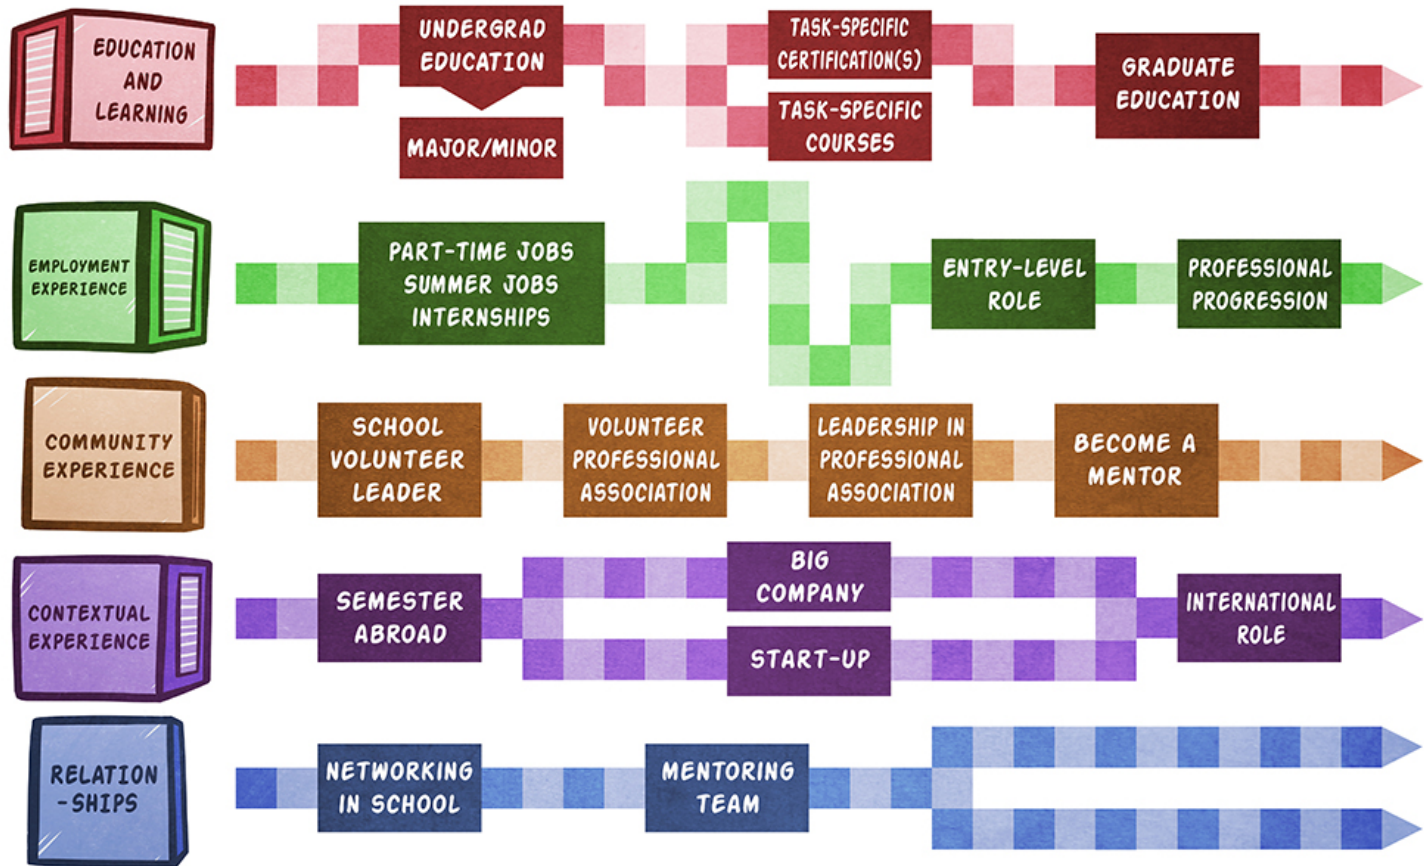 EDUCATION
AND
LEARNING
UNDERGRAD
EDUCATION
MAJOR/MINOR
TASK-SPECIFIC
CERTIFICATION(S)
TASK-SPECIFIC
COURSES
GRADUATE
EDUCATION
EMPLOYMENT
EXPERIENCE
PART-TIME JOBS
SUMMER JOBS
INTERNSHIPS
ENTRY-LEVEL
ROLE
PROFESSIONAL
PROGRESSION
COMMUNITY
EXPERIENCE
SCHOOL
VOLUNTEER
LEADER
VOLUNTEER
PROFESSIONAL
ASSOCIATION
LEADERSHIP IN
PROFESSIONAL
ASSOCIATION
BECOME A
MENTOR
CONTEXTUAL
EXPERIENCE
SEMESTER
ABROAD
BIG
COMPANY
START-UP
INTERNATIONAL
ROLE
RELATION
-SHIPS
NETWORKING
IN SCHOOL
MENTORING
TEAM